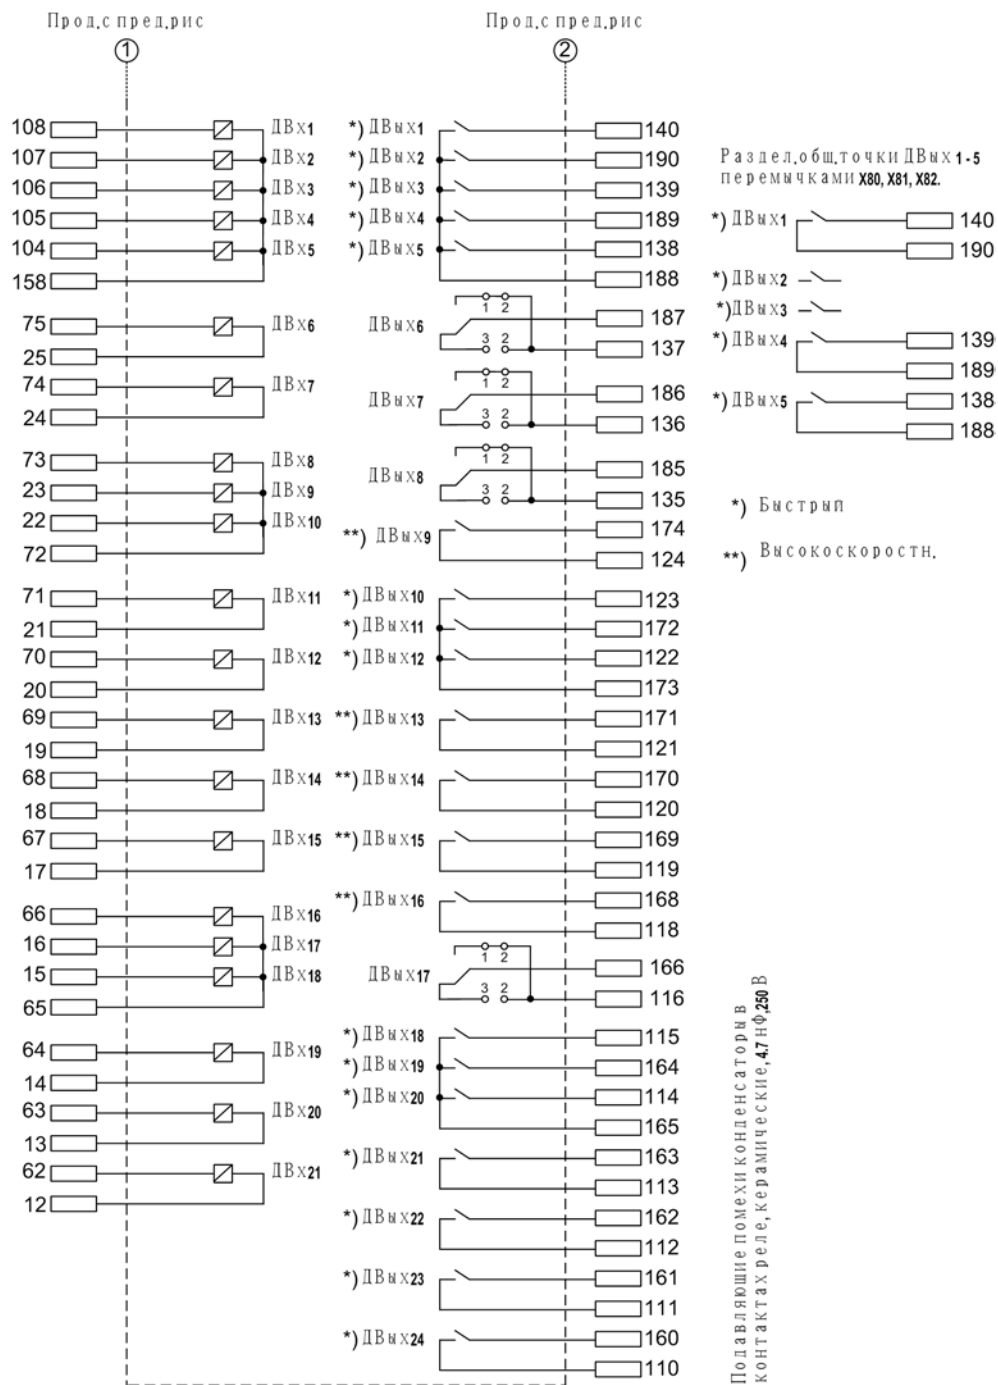 Прод.с пред.рис
1
Прод.с пред.рис
2
108 ДВх1
107 ДВх2
106 ДВх3
105 ДВх4
104 ДВх5
158
75 ДВх6
25
74 ДВх7
24
73 ДВх8
23 ДВх9
22 ДВх10
72
71 ДВх11
21
70 ДВх12
20
69 ДВх13
19
68 ДВх14
18
67 ДВх15
17
66 ДВх16
16 ДВх17
15 ДВх18
65
64 ДВх19
14
63 ДВх20
13
62 ДВх21
12
*) ДВых1 140
*) ДВых2 190
*) ДВых3 139
*) ДВых4 189
*) ДВых5 138
188
1 2
ДВых6 187
3 2
137
1 2
ДВых7 186
3 2
136
1 2
ДВых8 185
3 2
135
**) ДВых9 174
124
*) ДВых10 123
*) ДВых11 172
*) ДВых12 122
173
**) ДВых13 171
121
**) ДВых14 170
120
**) ДВых15 169
119
**) ДВых16 168
118
1 2
ДВых17 166
3 2
116
*) ДВых18 115
*) ДВых19 164
*) ДВых20 114
165
*) ДВых21 163
113
*) ДВых22 162
112
*) ДВых23 161
111
*) ДВых24 160
110
Раздел.общ.точки ДВых 1-5
перемычками X80, X81, X82.
*) ДВых1 140
190
*) ДВых2
*) ДВых3
*) ДВых4 139
189
*) ДВых5 138
188
*) Быстрый
**) Высокоскоростн.
Подавляюшие помехи конденсаторы в
контактах реле, керамические, 4.7 нФ,250 В